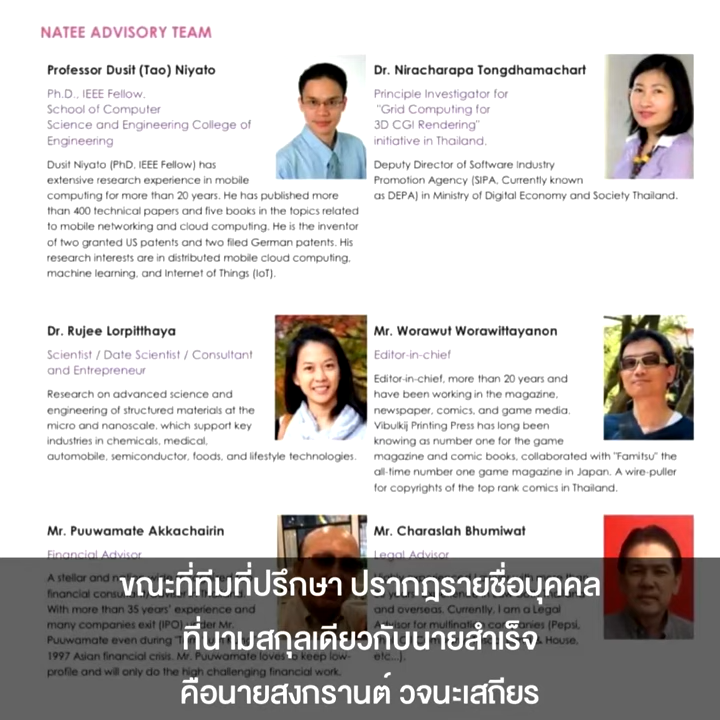 NATEE ADVISORY TEAM
Professor Dusit (Tao) Niyato
Ph.D., IEEE Fellow.
School of Computer
Science and Engineering College of
Engineering
Dusit Niyato (PhD, IEEE Fellow) has
extensive research experience in mobile
computing for more than 20 years. He has published more
than 400 technical papers and five books in the topics related
to mobile networking and cloud computing. He is the inventor
of two granted US patents and two filed German patents. His
research interests are in distributed mobile cloud computing,
machine learning, and Internet of Things (IoT).
Dr. Niracharapa Tongdhamachart
Principle Investigator for
"Grid Computing for
3D CGI Rendering"
initiative in Thailand.
Deputy Director of Software Industry
Promotion Agency (SIPA, Currently known
as DEPA) in Ministry of Digital Economy and Society Thailand.
Dr. Rujee Lorpitthaya
Scientist / Date Scientist / Consultant
and Entrepreneur
Research on advanced science and
engineering of structured materials at the
micro and nanoscale, which support key
industries in chemicals, medical,
automobile, semiconductor, foods, and lifestyle technologies.
Mr. Worawut Worawittayanon
Editor-in-chief
Editor-in-chief, more than 20 years and
have been working in the magazine,
newspaper, comics, and game media.
Vibulkij Printing Press has long been
knowing as number one for the game
magazine and comic books, collaborated with "Famitsu" the
all-time number one game magazine in Japan. A wire-puller
for copyrights of the top rank comics in Thailand.
Mr. Puuwamate Akkachairin
Financial Advisor
A stellar and
financial
With more than 35 years' experience and
many companies exit (IPO) under Mr.
Puuwamate even during
1997 Asian financial crisis. Mr. Puuwamate loves to keep low-
profile and will only do the high challenging financial work.
Mr. Charaslah Bhumiwat
Legal Advisor
and overseas. Currently, I am a Legal
Advisor for multination companies (Pepsi,
& House,
etc...).
ขณะที่ทีมที่ปรึกษา ปรากฏรายชื่อบุคคล
ที่นามสกุลเดียวกับนายสำเร็จ
คือนายสงกรานต์ วจนะเสถียร